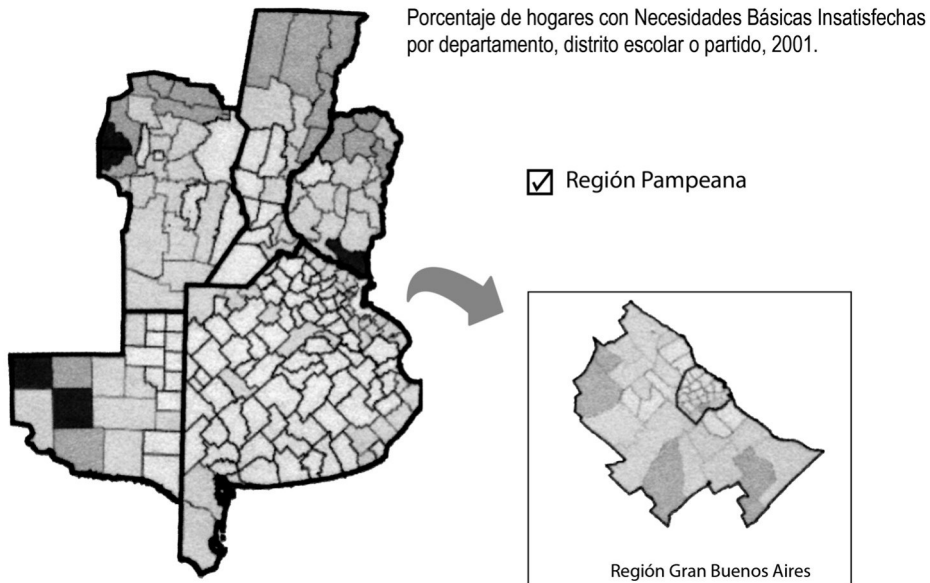 Porcentaje de hogares con Necesidades Básicas Insatisfechas
por departamento, distrito escolar o partido, 2001.
Región Pampeana
Región Gran Buenos Aires